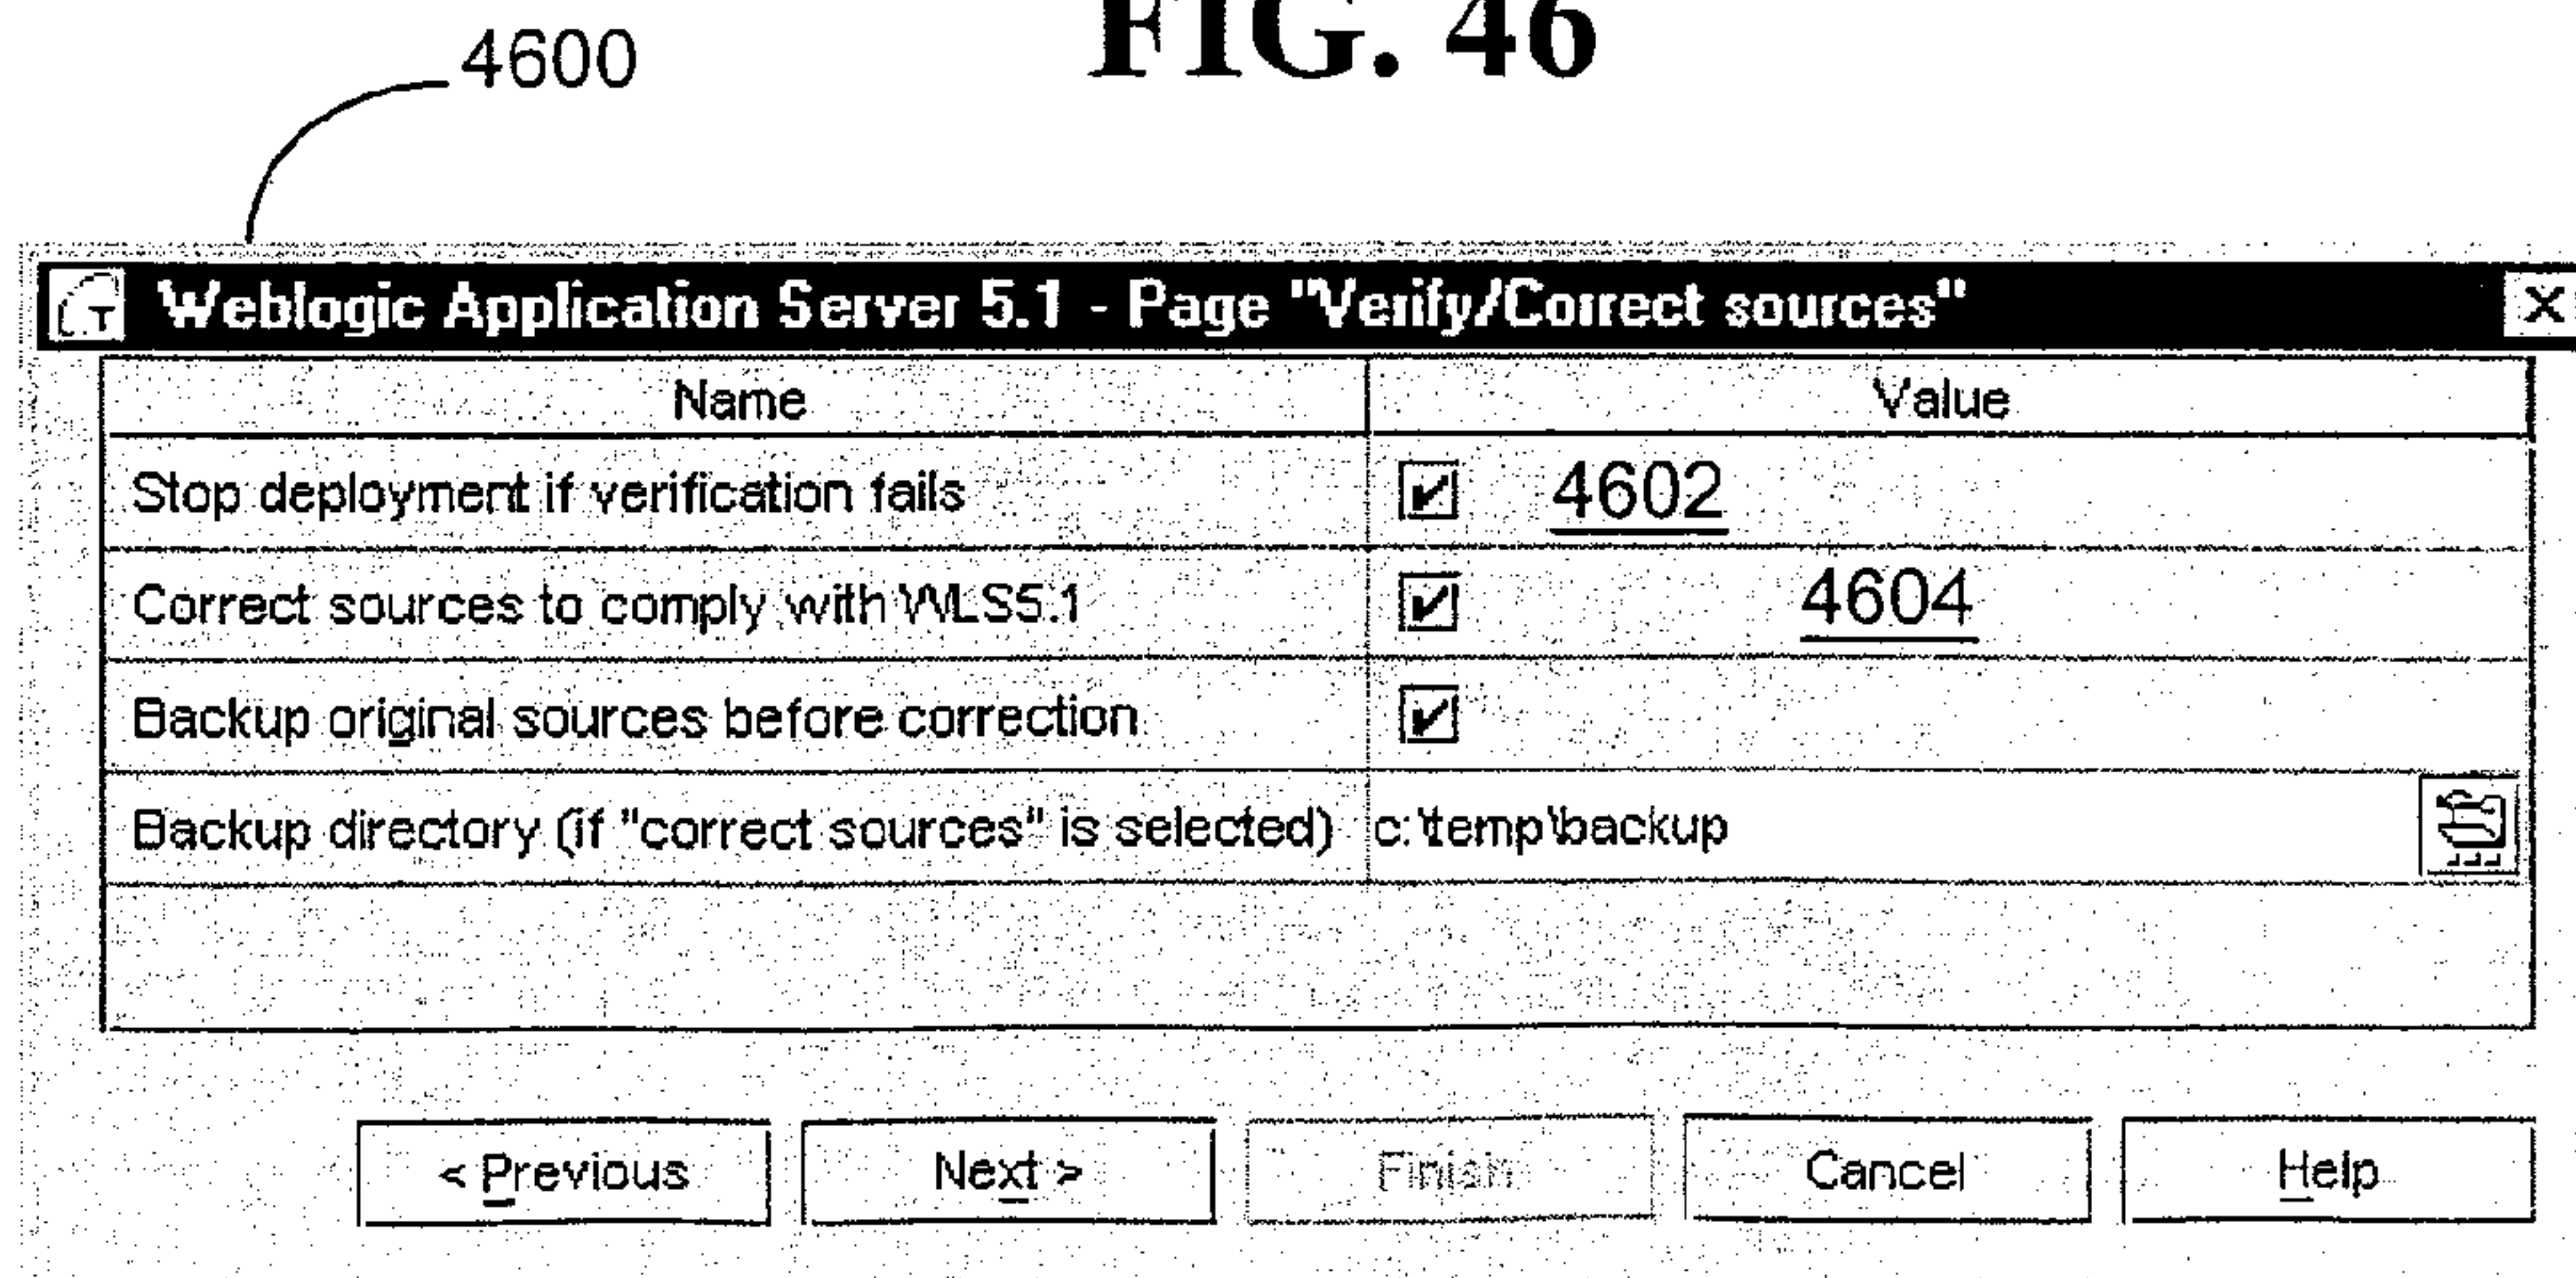 FIG. 46
4600
T Weblogic Application Server 5.1 - Page "Verify/Correct sources" X
Name Value
Stop deployment if verification fails 4602
Correct sources to comply with WLS5.1 4604
Backup original sources before correction
Backup directory (if "correct sources" is selected) c:\temp\backup
< Previous Next > Finish Cancel Help